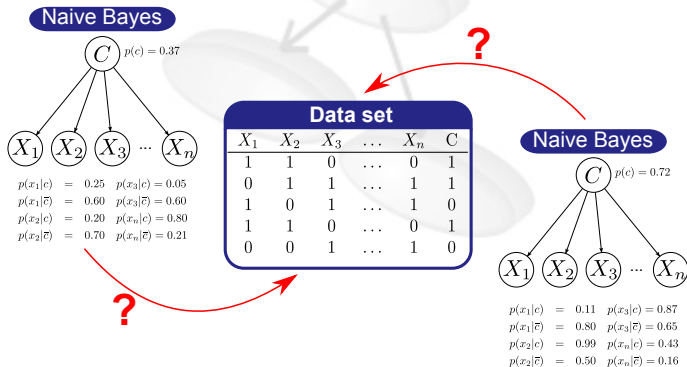 Naive Bayes
C p(c) = 0.37
X₁ X₂ X₃ ... Xₙ
p(x₁|c) = 0.25 p(x₃|c) = 0.05
p(x₁|c̅) = 0.60 p(x₃|c̅) = 0.60
p(x₂|c) = 0.20 p(xₙ|c) = 0.80
p(x₂|c̅) = 0.70 p(xₙ|c̅) = 0.21
?
Data set
X₁ X₂ X₃ ... Xₙ C
1 1 0 ... 0 1
0 1 1 ... 1 1
1 0 1 ... 1 0
1 1 0 ... 0 1
0 0 1 ... 1 0
?
Naive Bayes
C p(c) = 0.72
X₁ X₂ X₃ ... Xₙ
p(x₁|c) = 0.11 p(x₃|c) = 0.87
p(x₁|c̅) = 0.80 p(x₃|c̅) = 0.65
p(x₂|c) = 0.99 p(xₙ|c) = 0.43
p(x₂|c̅) = 0.50 p(xₙ|c̅) = 0.16